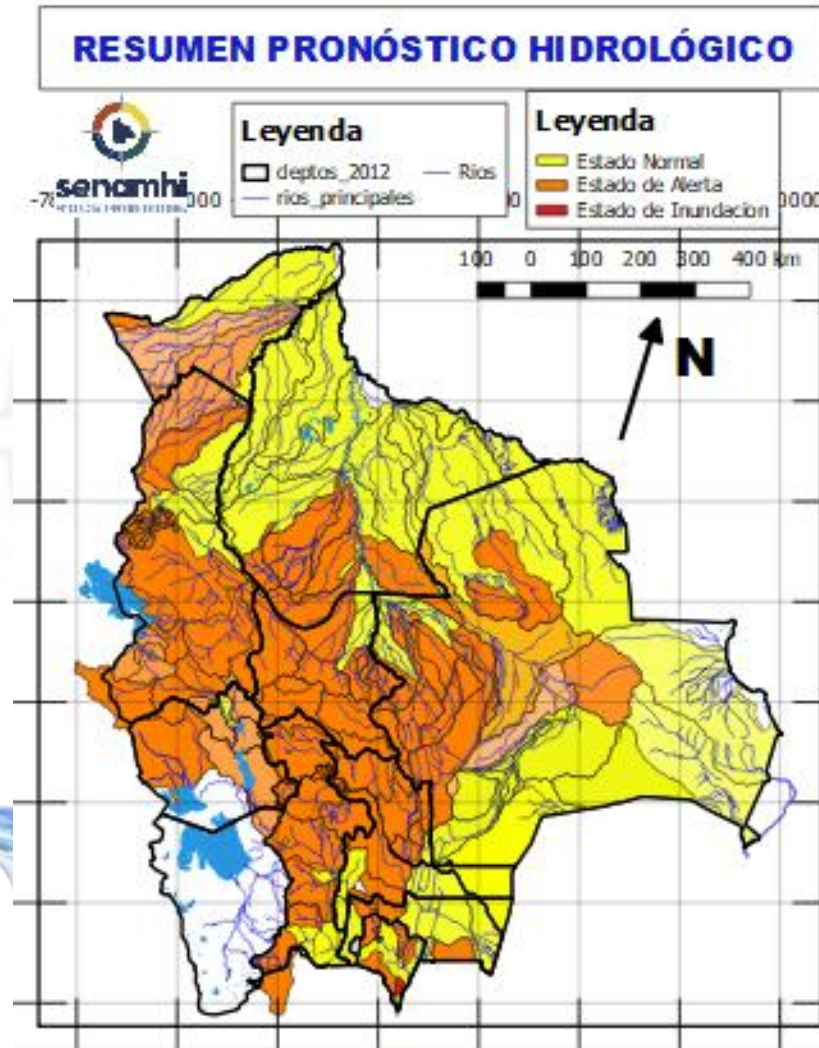 RESUMEN PRONÓSTICO HIDROLÓGICO
senamhi
Leyenda
deptos_2012
Rios
rios_principales
Leyenda
Estado Normal
Estado de Alerta
Estado de Inundacion
100 0 100 200 300 400 km
N